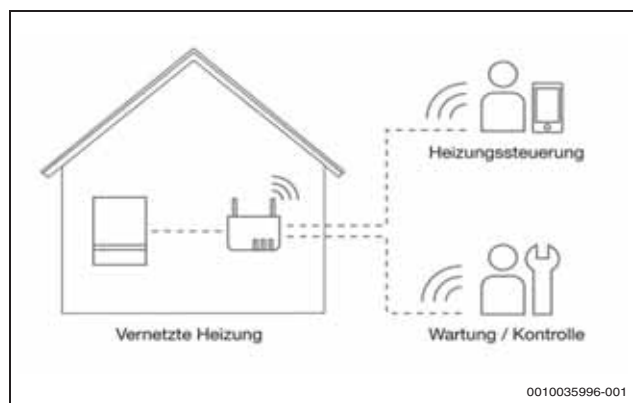 Heizungssteuerung
Vernetzte Heizung
Wartung / Kontrolle
0010035996-001